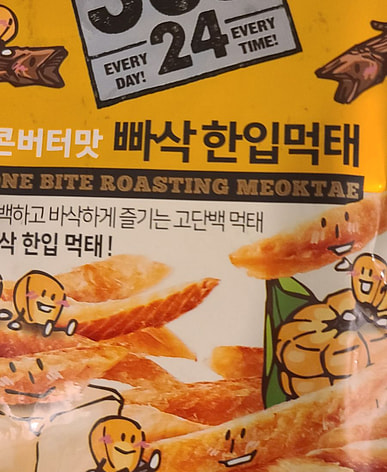 EVERY DAY!
24
EVERY TIME!
콘버터맛 빠삭 한입먹태
ONE BITE ROASTING MEOKTAE
백하고 바삭하게 즐기는 고단백 먹태
삭 한입 먹태!